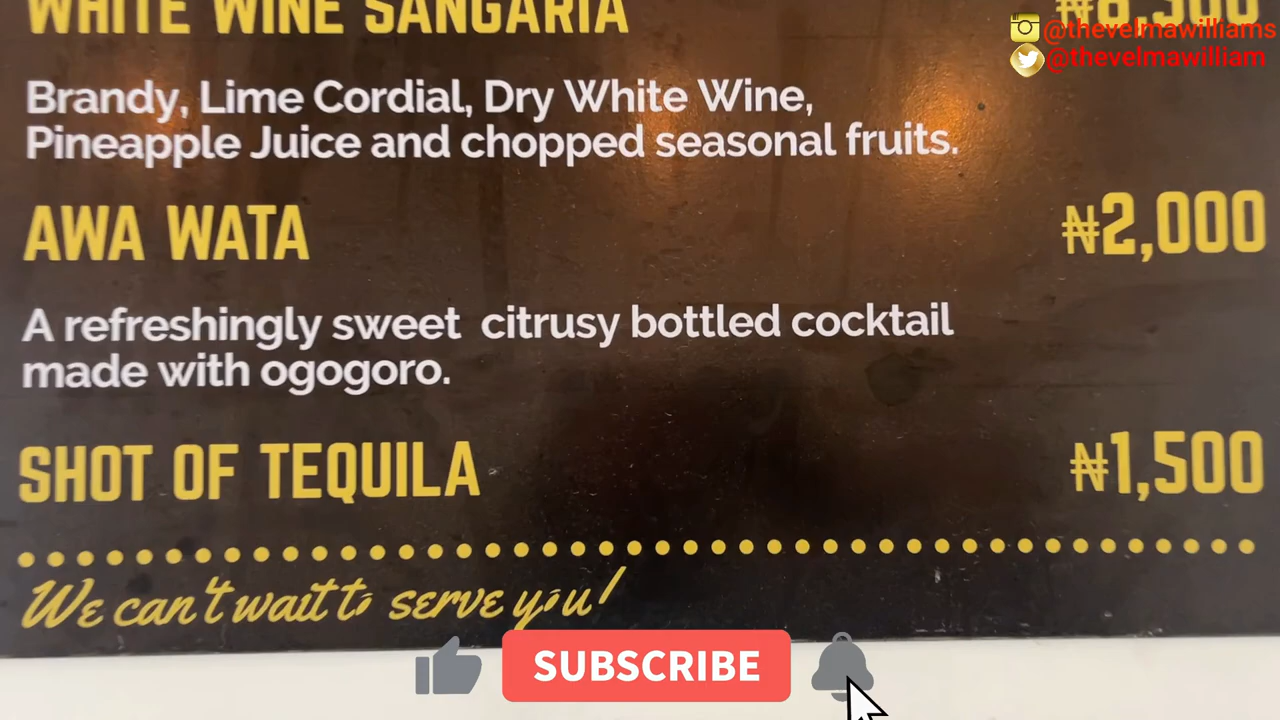 WHITE WINE SANGARIA ₦8,500
@thevelmawilliams
@thevelmawilliam
Brandy, Lime Cordial, Dry White Wine,
Pineapple Juice and chopped seasonal fruits.
AWA WATA ₦2,000
A refreshingly sweet citrusy bottled cocktail
made with ogogoro.
SHOT OF TEQUILA ₦1,500
We can't wait to serve you!
SUBSCRIBE